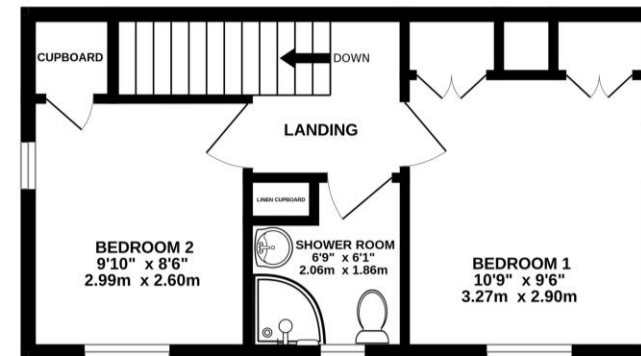 CUPBOARD
DOWN
LANDING
LINEN CUPBOARD
BEDROOM 2
9'10" x 8'6"
2.99m x 2.60m
SHOWER ROOM
6'9" x 6'1"
2.06m x 1.86m
BEDROOM 1
10'9" x 9'6"
3.27m x 2.90m